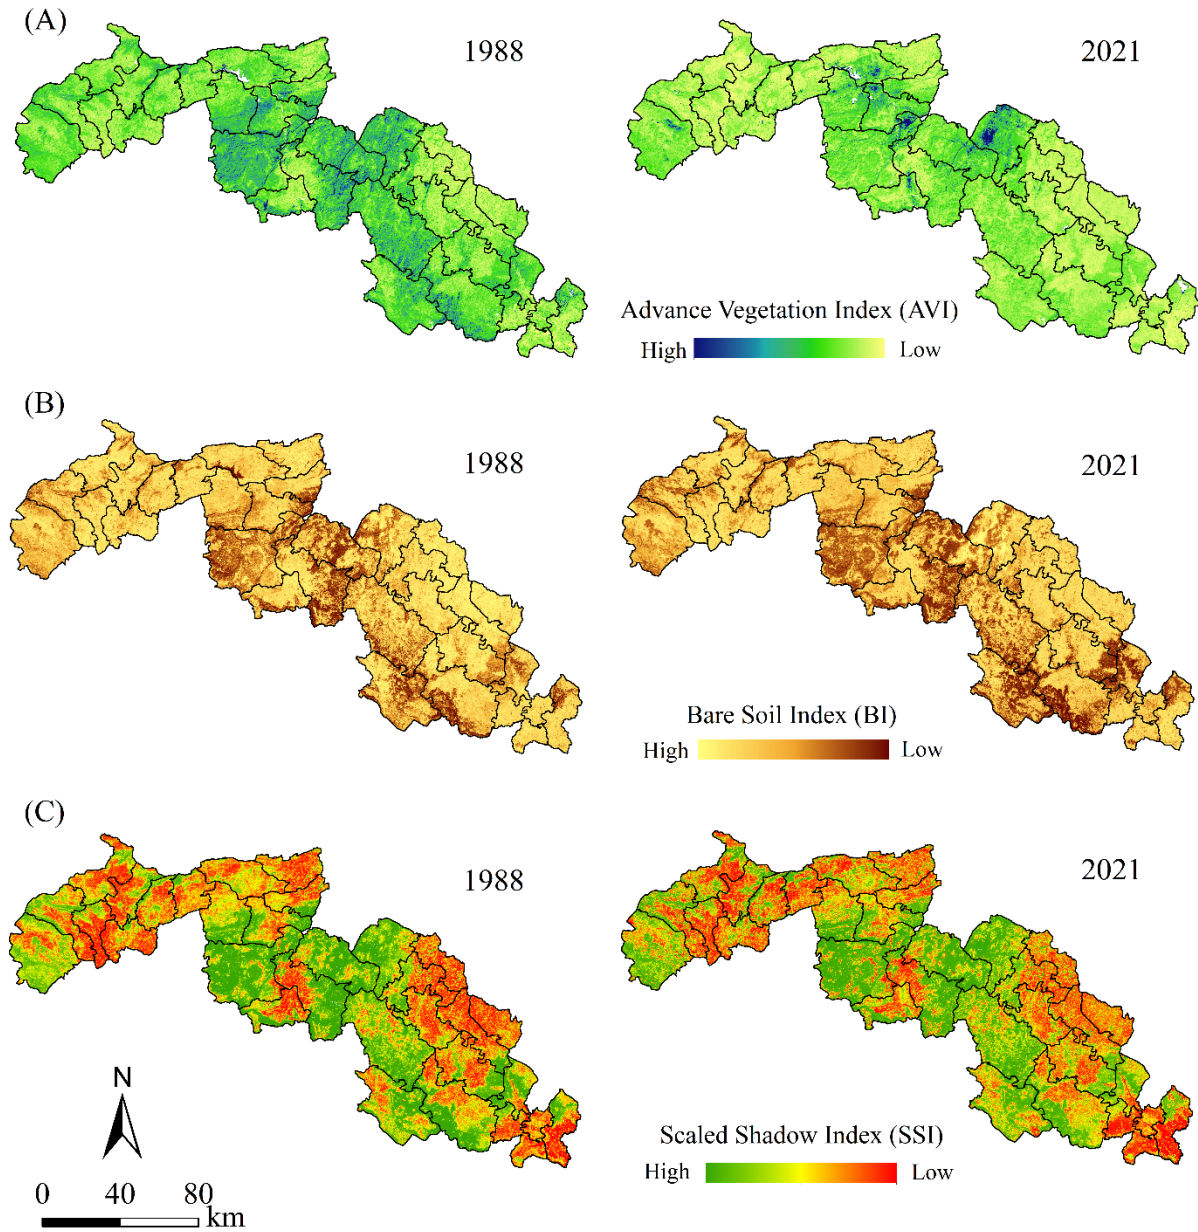 (A)
1988
2021
Advance Vegetation Index (AVI)
High Low
(B)
1988
2021
Bare Soil Index (BI)
High Low
(C)
1988
2021
N
Scaled Shadow Index (SSI)
High Low
0 40 80
km